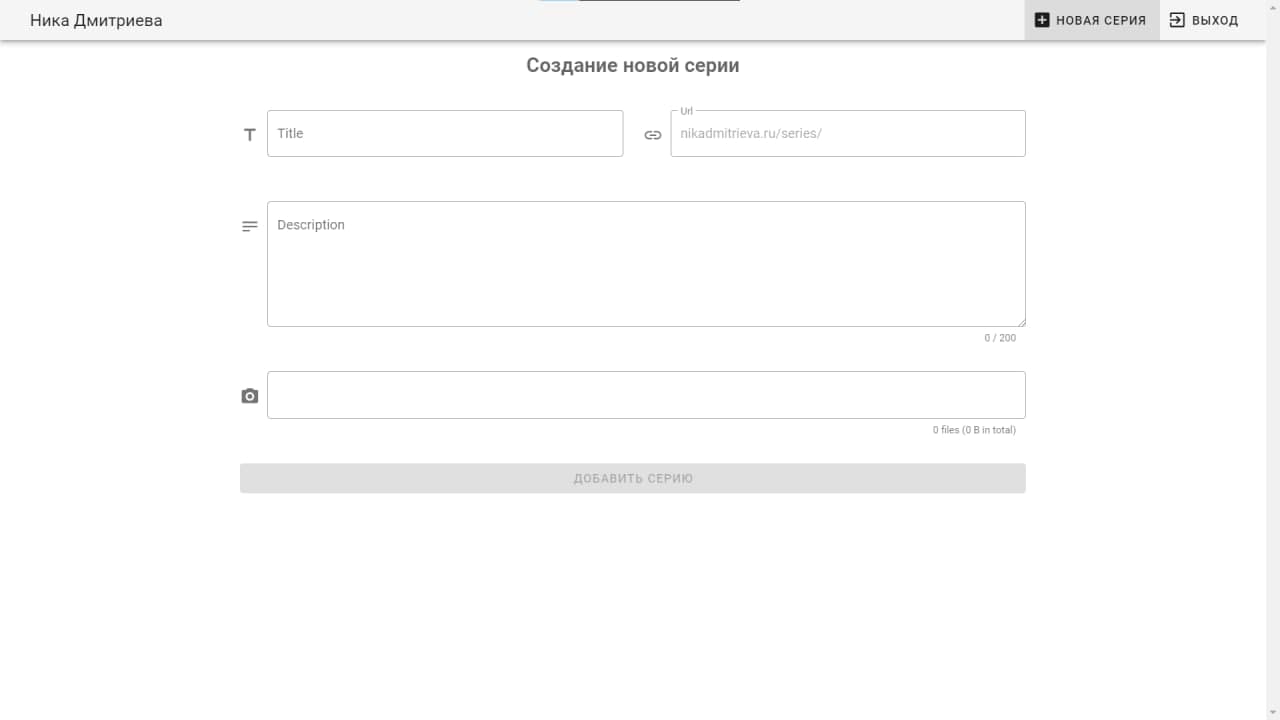 Ника Дмитриева
НОВАЯ СЕРИЯ
ВЫХОД
Создание новой серии
Title
Url
nikadmitrieva.ru/series/
Description
0 / 200
0 files (0 B in total)
ДОБАВИТЬ СЕРИЮ